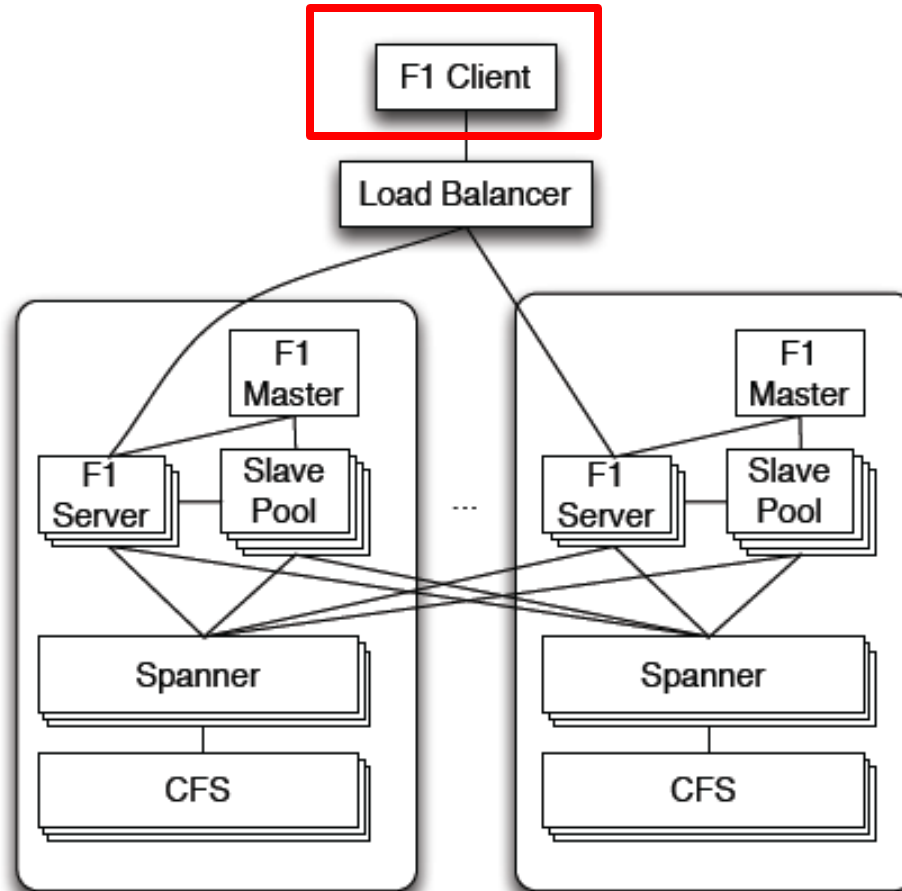 F1 Client
Load Balancer
F1
Master
F1
Server
Slave
Pool
Spanner
CFS
...
F1
Master
F1
Server
Slave
Pool
Spanner
CFS